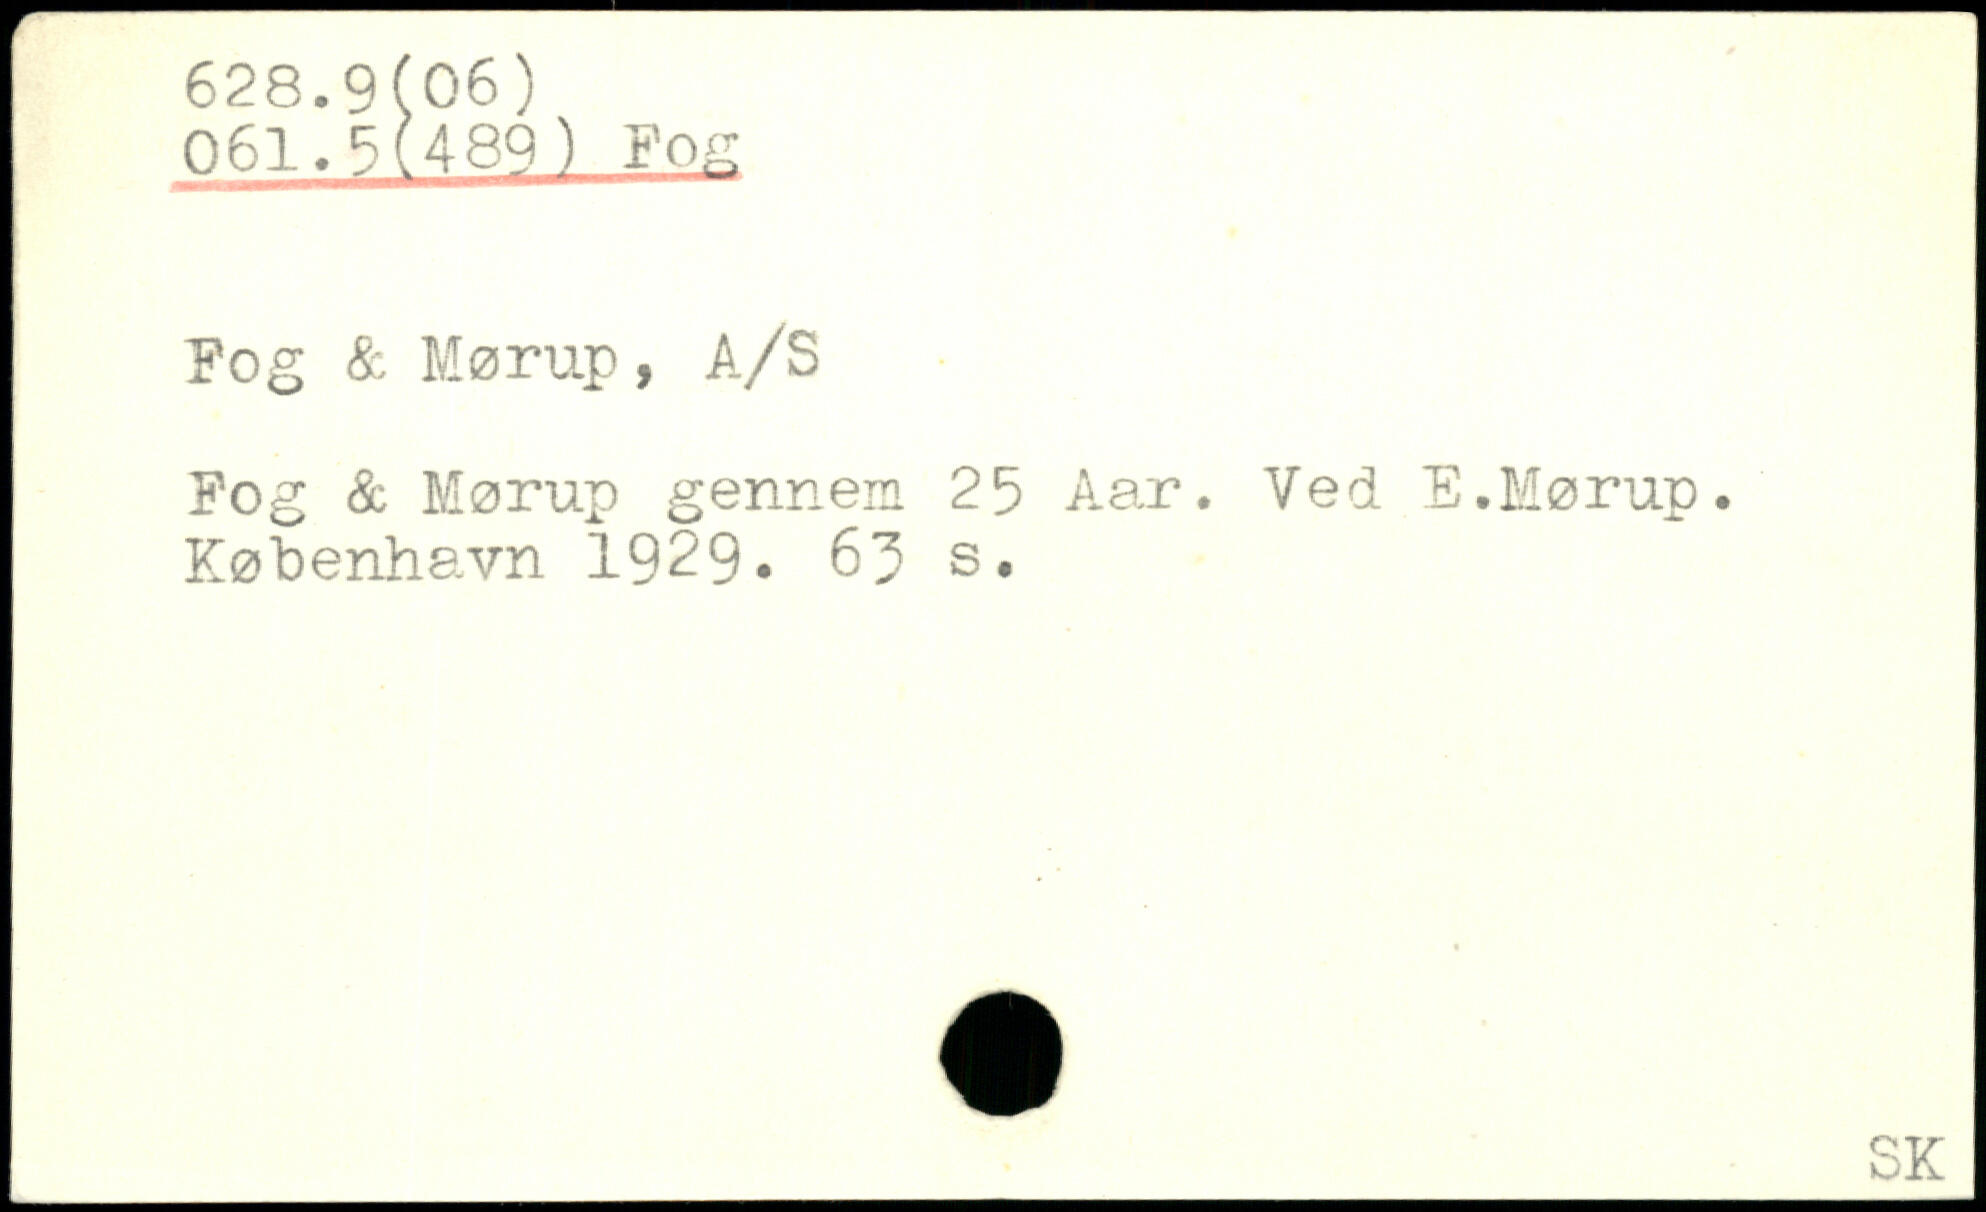 628.9(06)
061.5(489) Fog
Fog & Mørup, A/S
Fog & Mørup gennem 25 Aar. Ved E.Mørup.
København 1929. 63 s.
SK